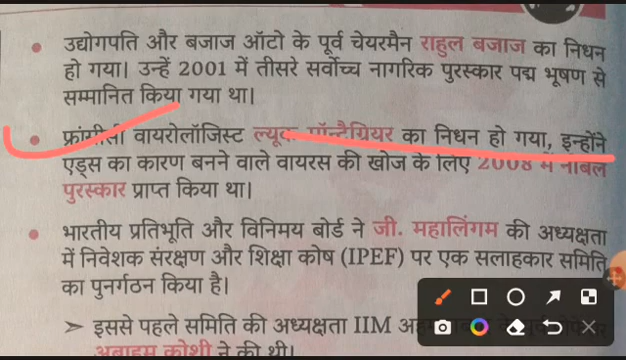 उद्योगपति और बजाज ऑटो के पूर्व चेयरमैन राहुल बजाज का निधन
हो गया। उन्हें 2001 में तीसरे सर्वोच्च नागरिक पुरस्कार पद्म भूषण से
सम्मानित किया गया था।
फ्रांसीसी वायरोलॉजिस्ट ल्यूक मॉन्टैग्नियर का निधन हो गया, इन्होंने
एड्स का कारण बनने वाले वायरस की खोज के लिए 2008 में नोबेल
पुरस्कार प्राप्त किया था।
भारतीय प्रतिभूति और विनिमय बोर्ड ने जी. महालिंगम की अध्यक्षता
में निवेशक संरक्षण और शिक्षा कोष (IPEF) पर एक सलाहकार समिति
का पुनर्गठन किया है।
➤ इससे पहले समिति की अध्यक्षता IIM
अब्राहम कोशी ने की थी।